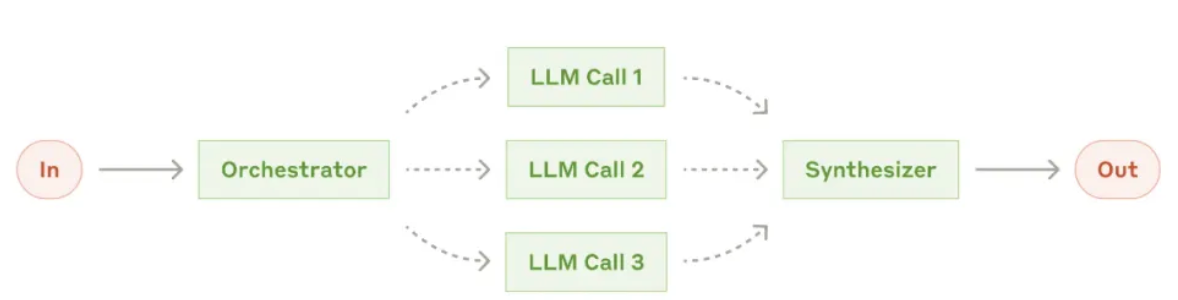 In
Orchestrator
LLM Call 1
LLM Call 2
LLM Call 3
Synthesizer
Out